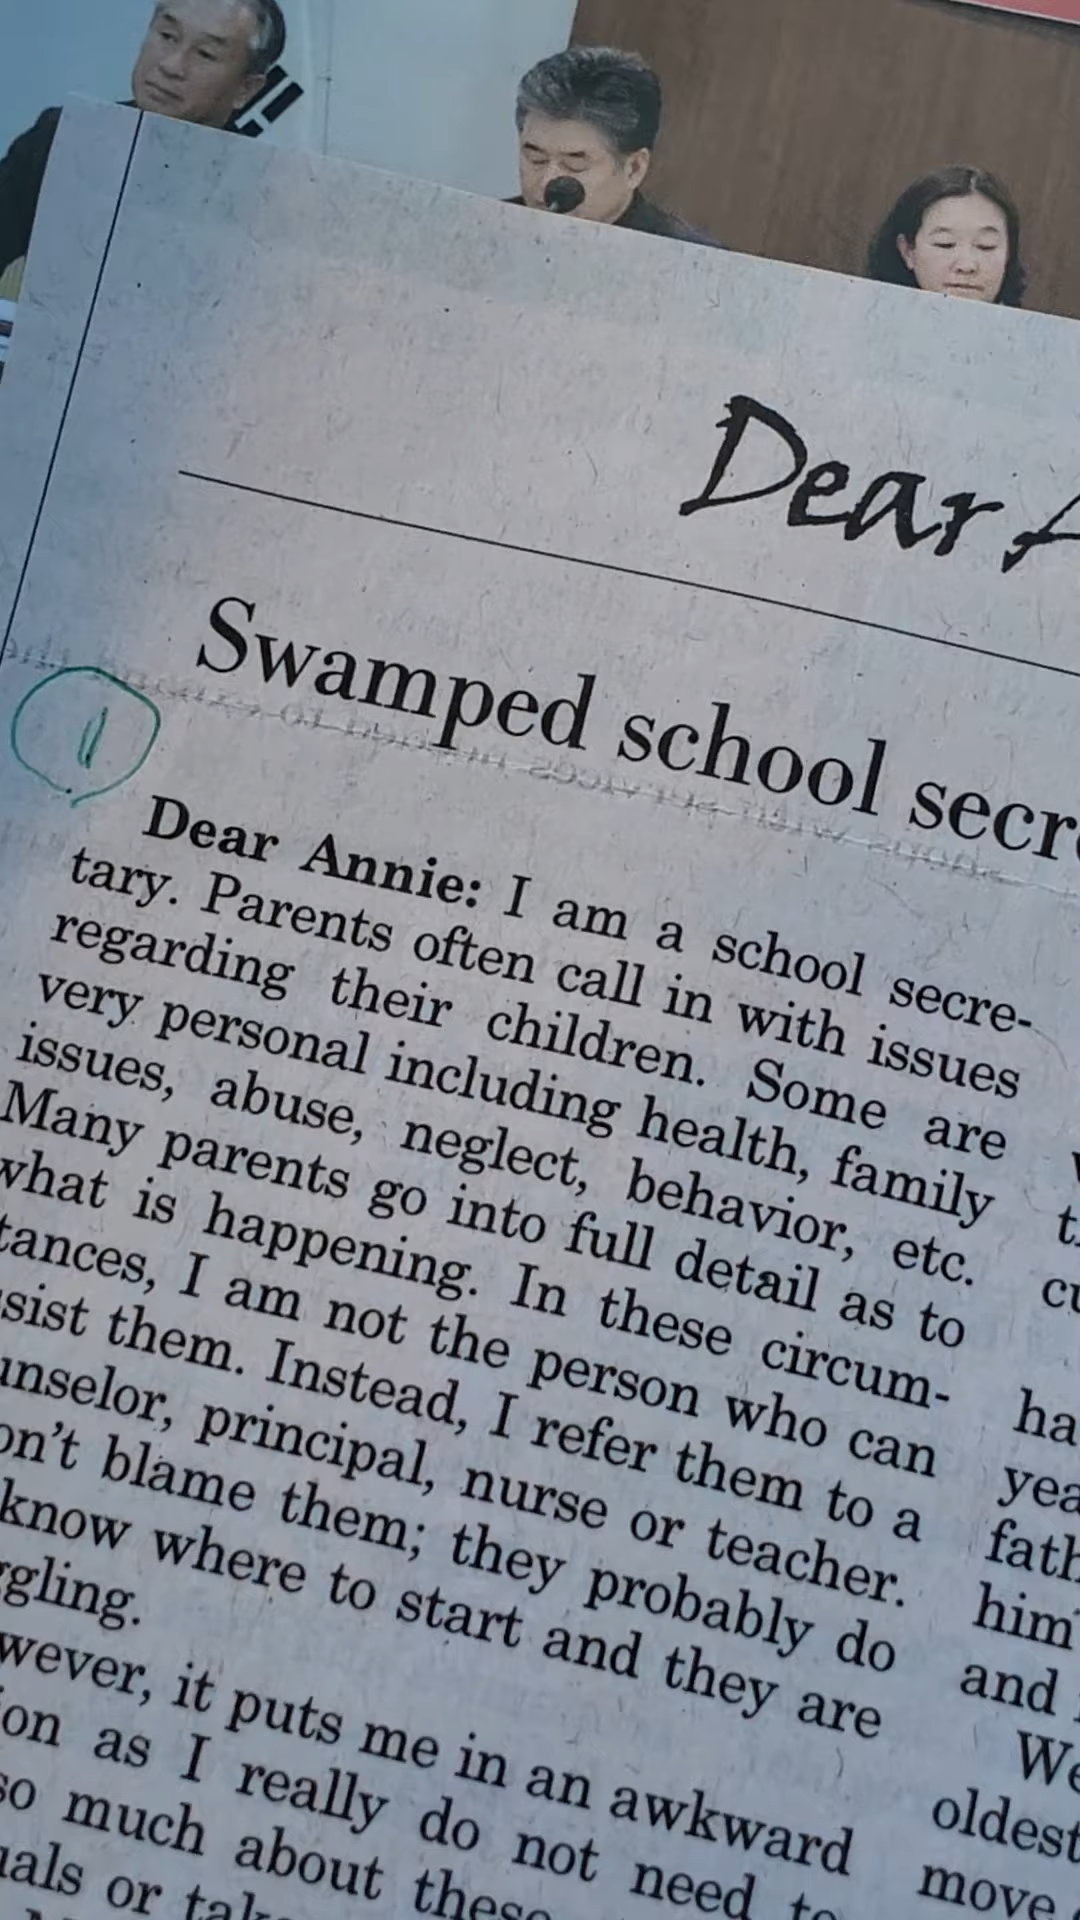 Dear
Swamped school
1
Dear Annie: I am a school secre-
tary. Parents often call in with issues
regarding their children. Some are
very personal including health, family
issues, abuse, neglect, behavior, etc.
Many parents go into full detail as to
what is happening. In these circum-
tances, I am not the person who can
sist them. Instead, I refer them to a
unselor, principal, nurse or teacher.
on't blame them; they probably do
know where to start and they are
ggling.
wever, it puts me in an awkward
on as I really do not need to
so much about these
uals or
ha
yea
fath
him
and
We
oldest
move